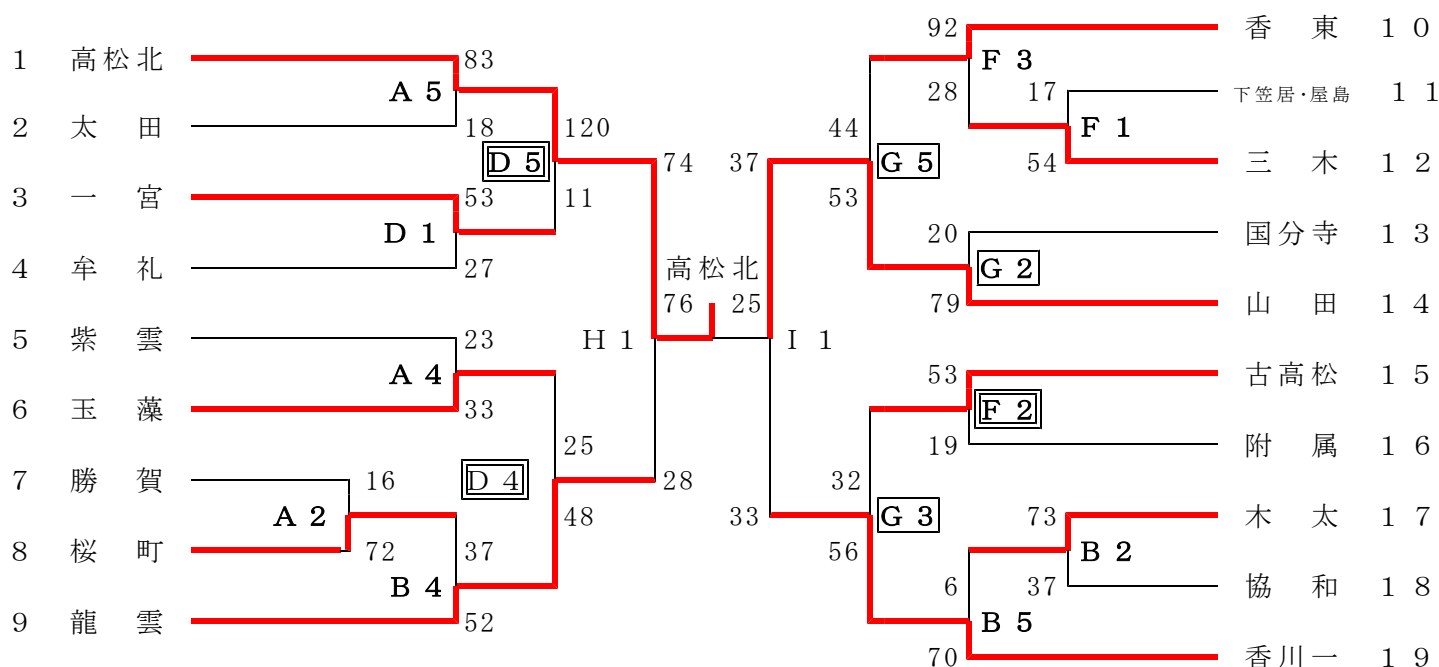 1 高松北
83
A 5
2 太 田
18
120
D 5
74
3 一 宮
53
11
D 1
4 牟 礼
27
高松北
76
25
5 紫 雲
23
H 1
I 1
A 4
6 玉 藻
33
25
7 勝 賀
16
D 4
28
A 2
48
8 桜 町
72
37
B 4
9 龍 雲
52
92
香 東 １０
F 3
28
17
下笠居・屋島 １１
44
F 1
37
G 5
54
三 木 １２
53
20
国分寺 １３
G 2
79
山 田 １４
53
古高松 １５
F 2
19
附 属 １６
32
33
G 3
73
木 太 １７
56
B 2
6
37
協 和 １８
B 5
70
香川一 １９